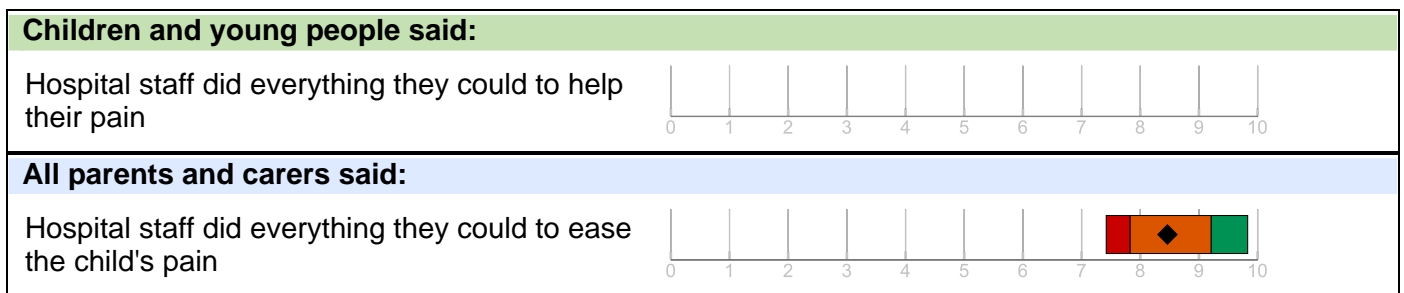 Children and young people said:
Hospital staff did everything they could to help
their pain
0 1 2 3 4 5 6 7 8 9 10
All parents and carers said:
Hospital staff did everything they could to ease
the child's pain
0 1 2 3 4 5 6 7 8 9 10